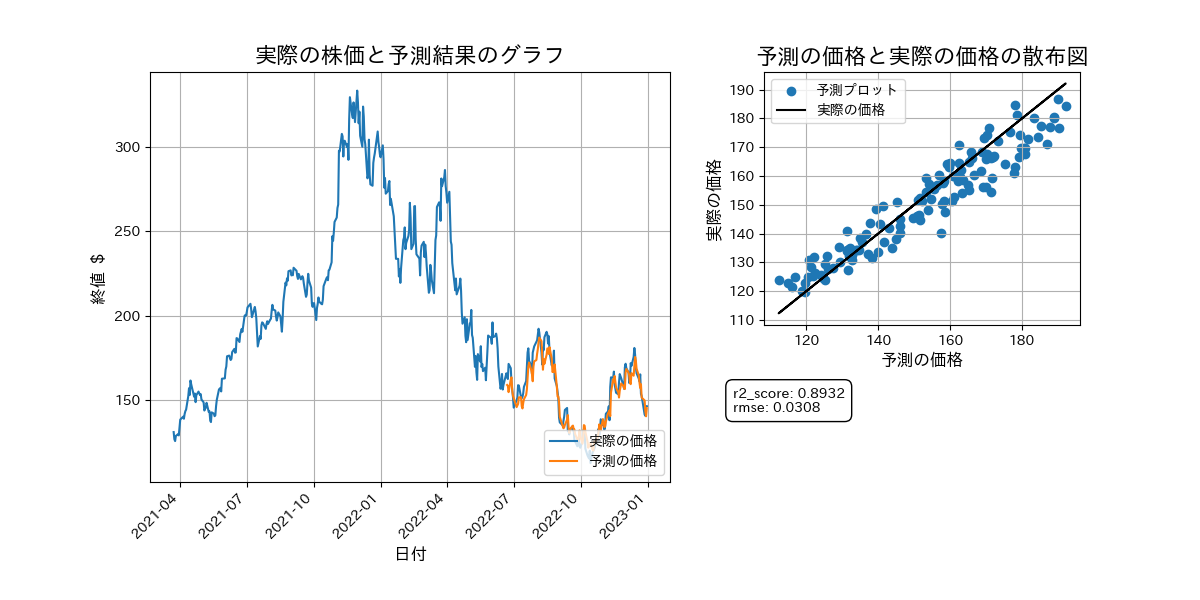 実際の株価と予測結果のグラフ
終値 $
300
250
200
150
2021-04
2021-07
2021-10
2022-01
2022-04
2022-07
2022-10
2023-01
日付
実際の価格
予測の価格
予測の価格と実際の価格の散布図
実際の価格
190
180
170
160
150
140
130
120
110
120
140
160
180
予測の価格
予測プロット
実際の価格
r2_score: 0.8932
rmse: 0.0308